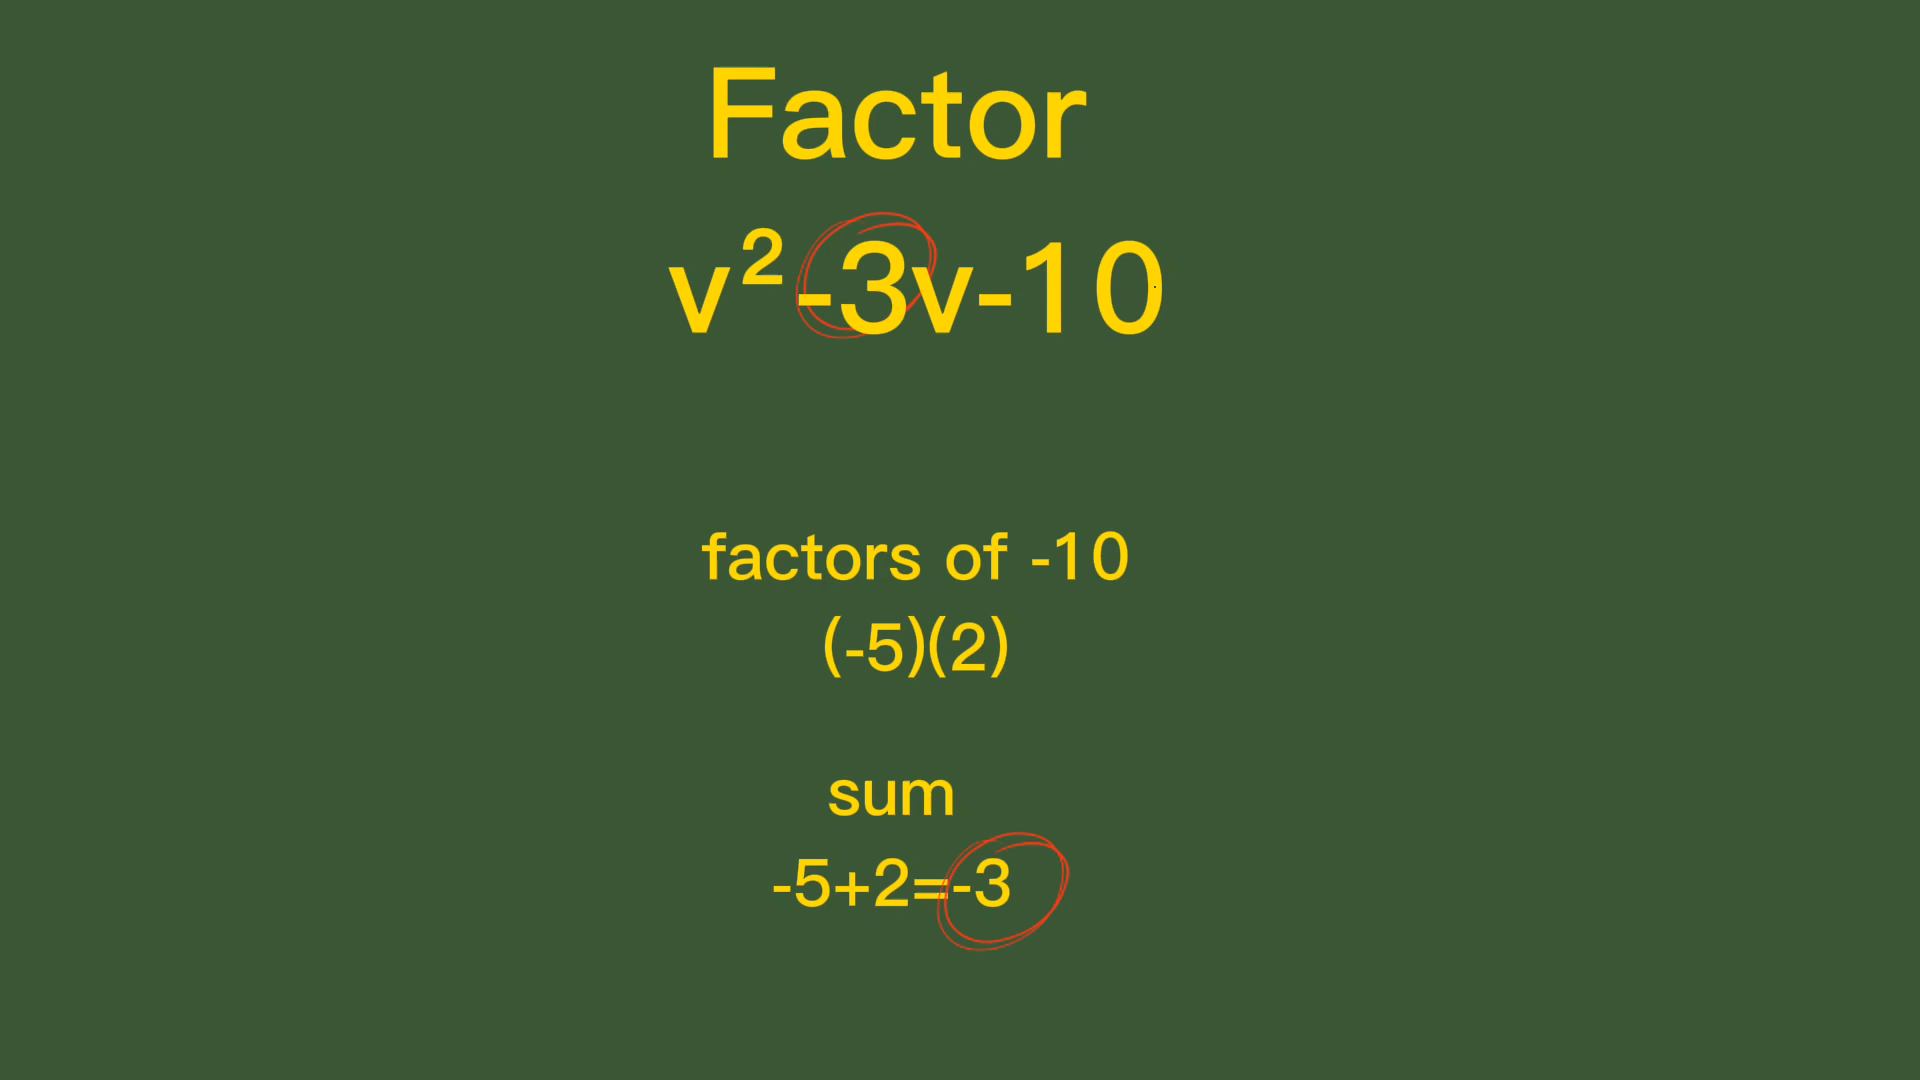 Factor
v²-3v-10
factors of -10
(-5)(2)
sum
-5+2=-3